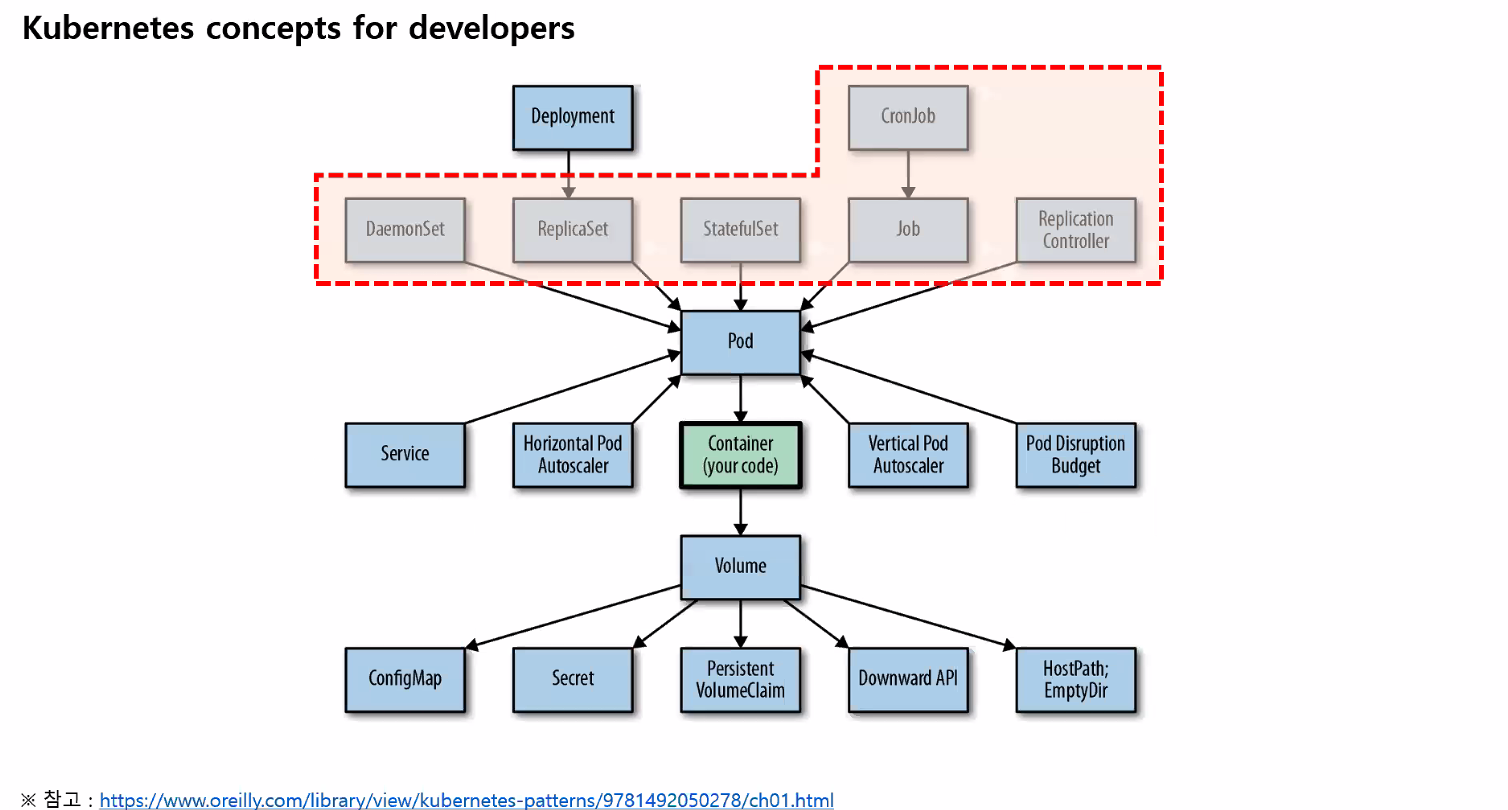 Kubernetes concepts for developers
Deployment
CronJob
DaemonSet
ReplicaSet
StatefulSet
Job
Replication
Controller
Pod
Service
Horizontal Pod
Autoscaler
Container
(your code)
Vertical Pod
Autoscaler
Pod Disruption
Budget
Volume
ConfigMap
Secret
Persistent
VolumeClaim
Downward API
HostPath;
EmptyDir
※ 참고 : https://www.oreilly.com/library/view/kubernetes-patterns/9781492050278/ch01.html